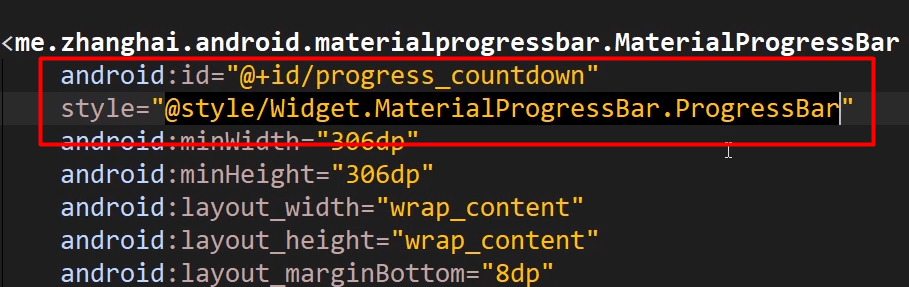 <me.zhanghai.android.materialprogressbar.MaterialProgressBar
android:id="@+id/progress_countdown"
style="@style/Widget.MaterialProgressBar.ProgressBar"
android:minWidth="306dp"
android:minHeight="306dp"
android:layout_width="wrap_content"
android:layout_height="wrap_content"
android:layout_marginBottom="8dp"